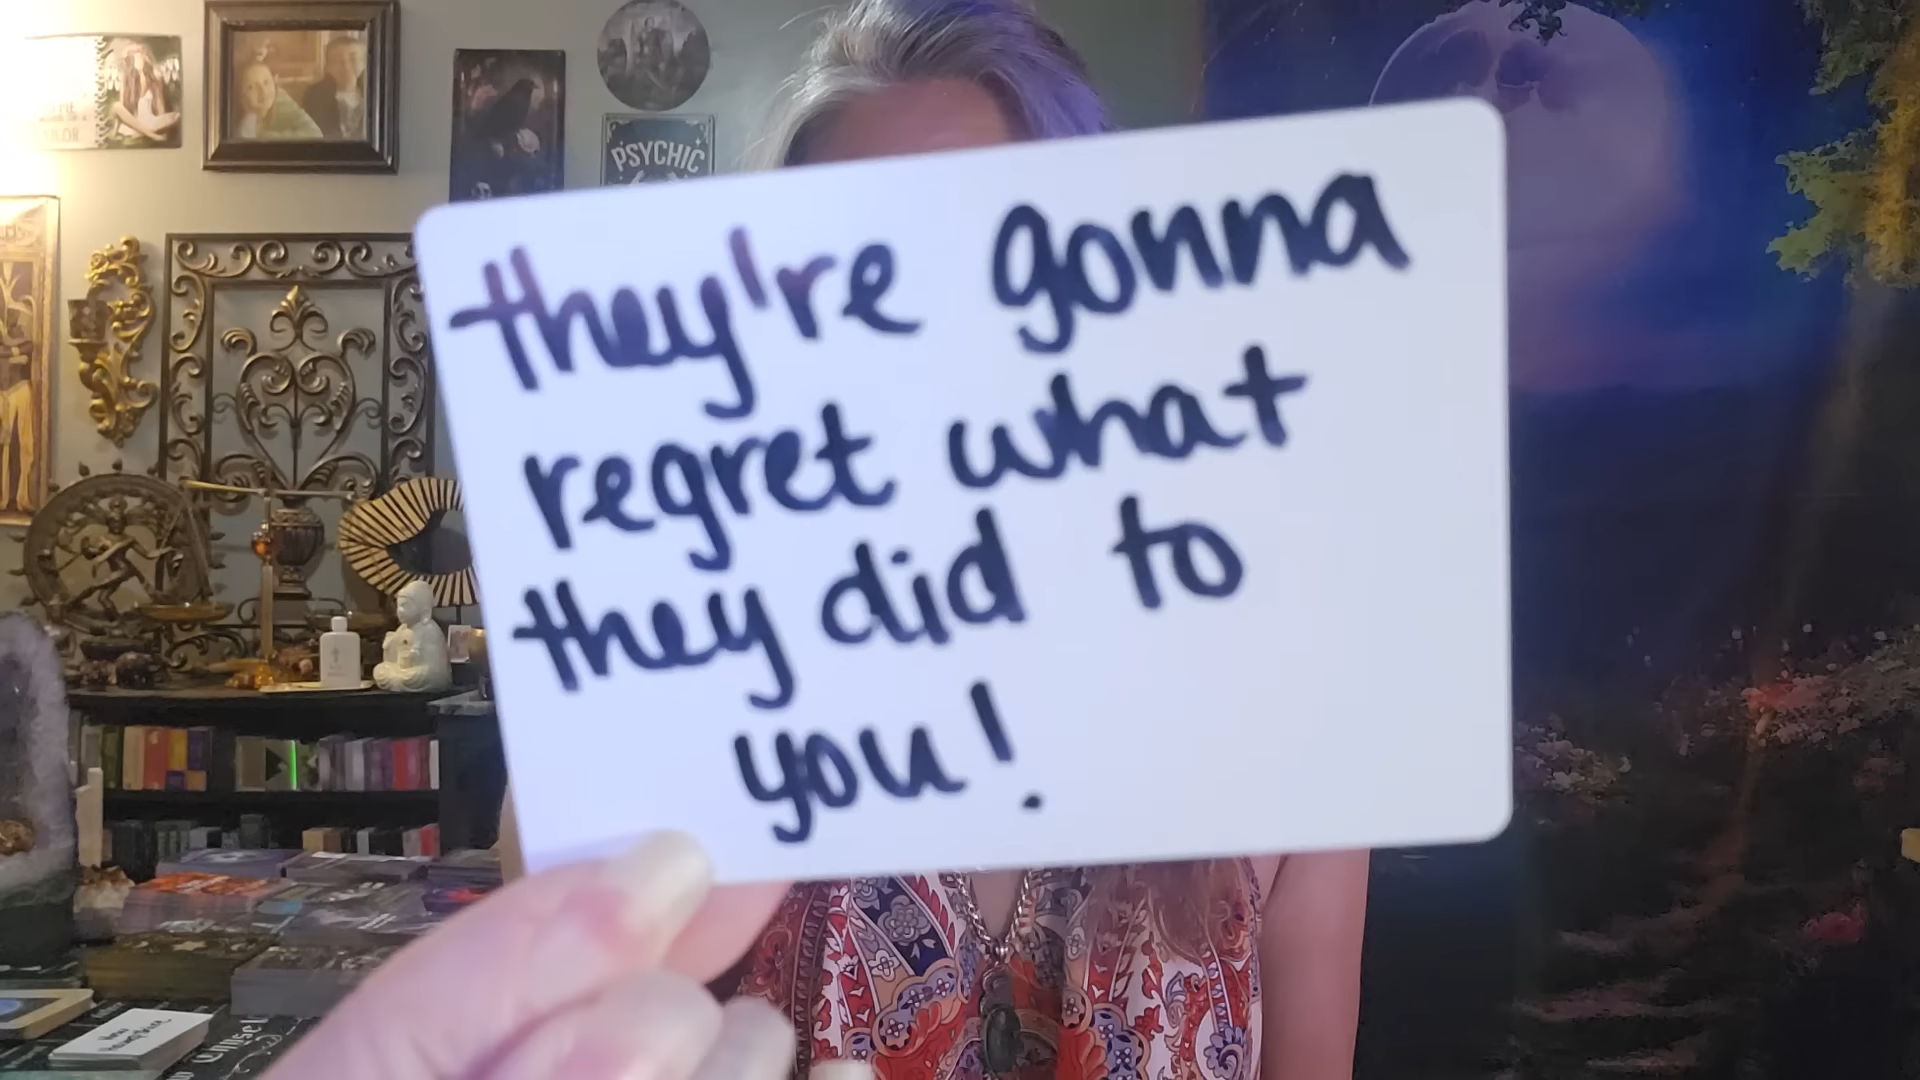 PSYCHIC
they're gonna
regret what
they did to
you!